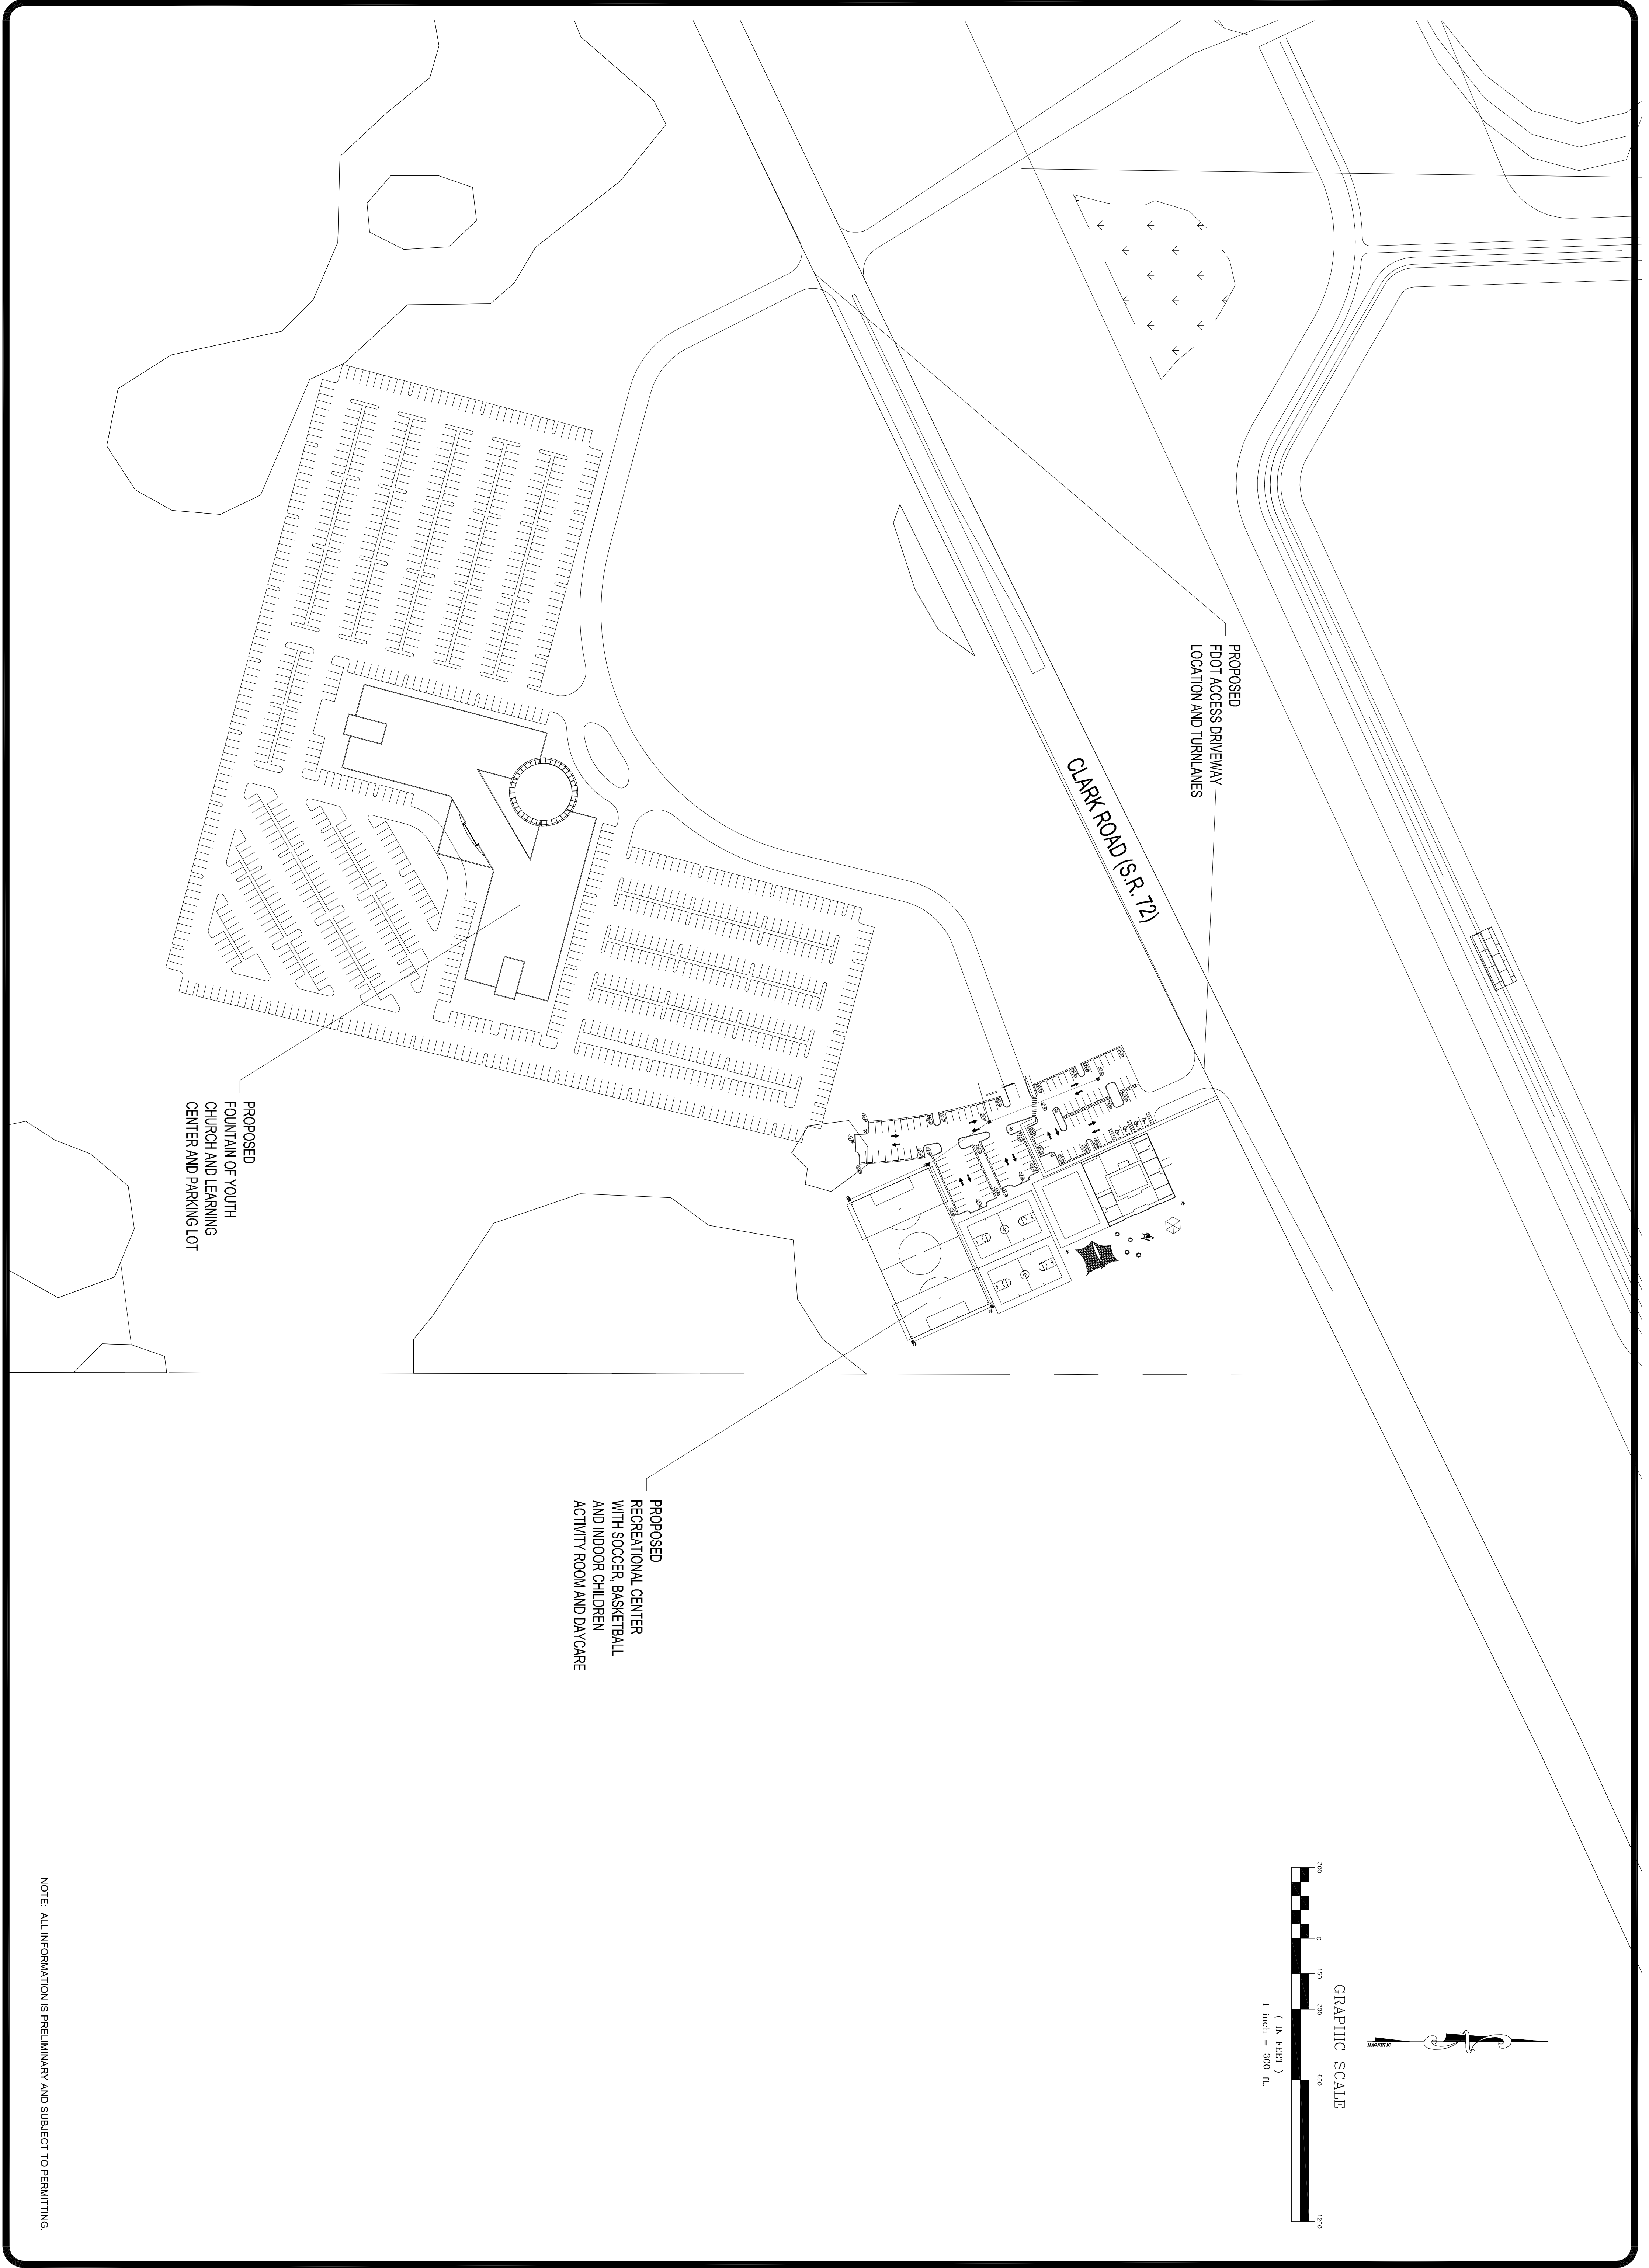 PROPOSED
FDOT ACCESS DRIVEWAY
LOCATION AND TURNLANES
CLARK ROAD (S.R. 72)
PROPOSED
FOUNTAIN OF YOUTH
CHURCH AND LEARNING
CENTER AND PARKING LOT
PROPOSED
RECREATIONAL CENTER
WITH SOCCER, BASKETBALL
AND INDOOR CHILDREN
ACTIVITY ROOM AND DAYCARE
MAGNETIC
GRAPHIC SCALE
300 0 150 300 600 1200
( IN FEET )
1 inch = 300 ft.
NOTE: ALL INFORMATION IS PRELIMINARY AND SUBJECT TO PERMITTING.